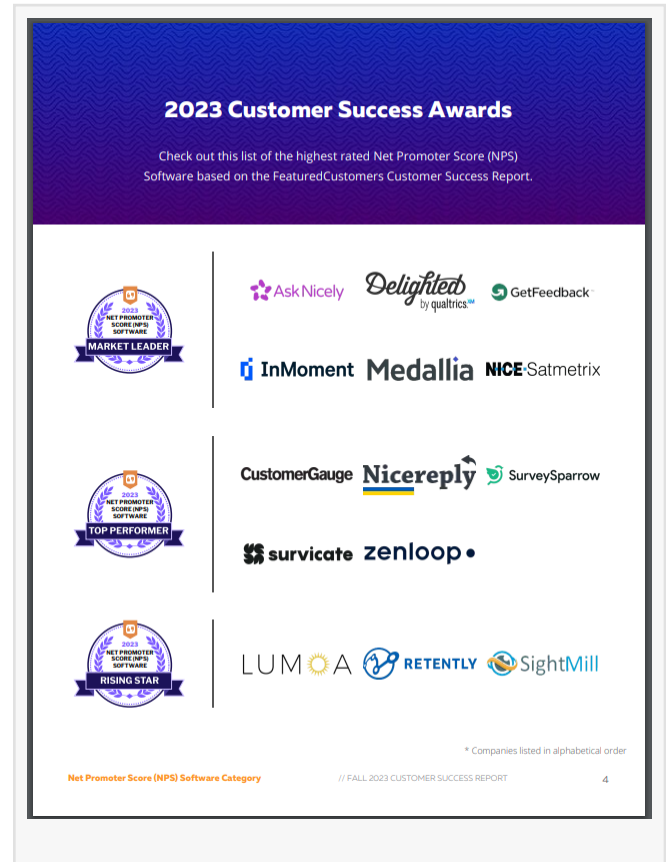 2023 Customer Success Awards
Check out this list of the highest rated Net Promoter Score (NPS)
Software based on the FeaturedCustomers Customer Success Report.
2023
NET PROMOTER
SCORE (NPS)
SOFTWARE
MARKET LEADER
AskNicely
Delighted
by qualtrics.XM
GetFeedback
InMoment
Medallia
NICE Satmetrix
2023
NET PROMOTER
SCORE (NPS)
SOFTWARE
TOP PERFORMER
CustomerGauge
Nicereply
SurveySparrow
survicate
zenloop
2023
NET PROMOTER
SCORE (NPS)
SOFTWARE
RISING STAR
LUMOA
RETENTLY
SightMill
* Companies listed in alphabetical order
Net Promoter Score (NPS) Software Category
// FALL 2023 CUSTOMER SUCCESS REPORT
4